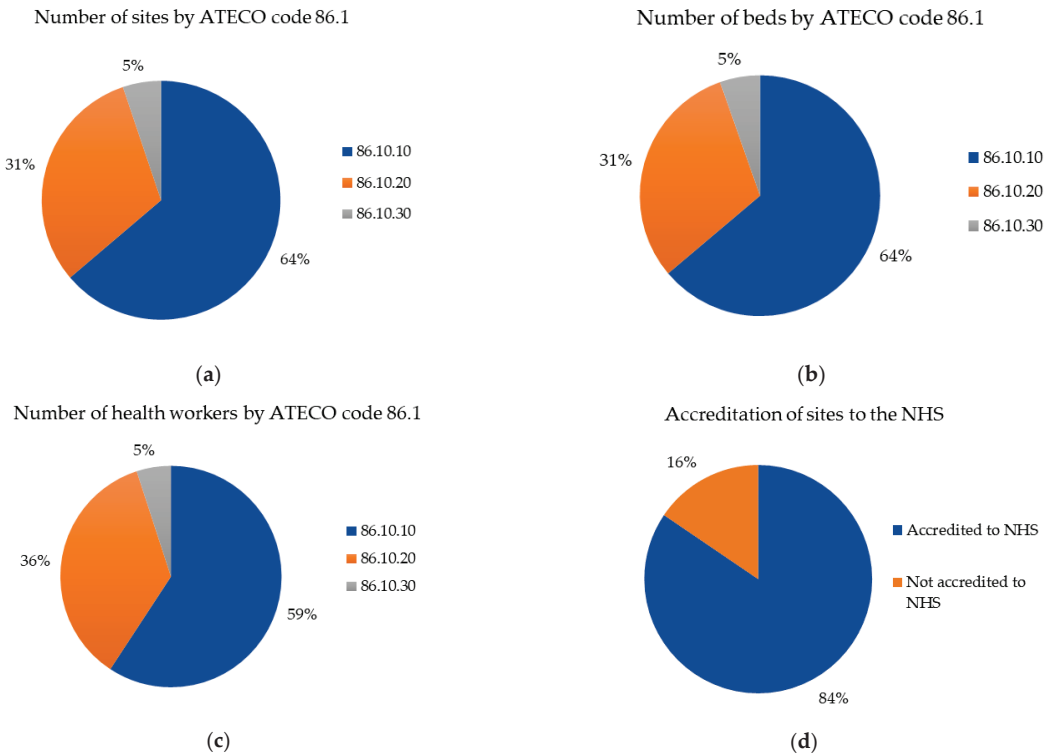 Number of sites by ATECO code 86.1
5%
31%
64%
86.10.10
86.10.20
86.10.30
(a)
Number of beds by ATECO code 86.1
5%
31%
64%
86.10.10
86.10.20
86.10.30
(b)
Number of health workers by ATECO code 86.1
5%
36%
59%
86.10.10
86.10.20
86.10.30
(c)
Accreditation of sites to the NHS
16%
84%
Accredited to NHS
Not accredited to
NHS
(d)